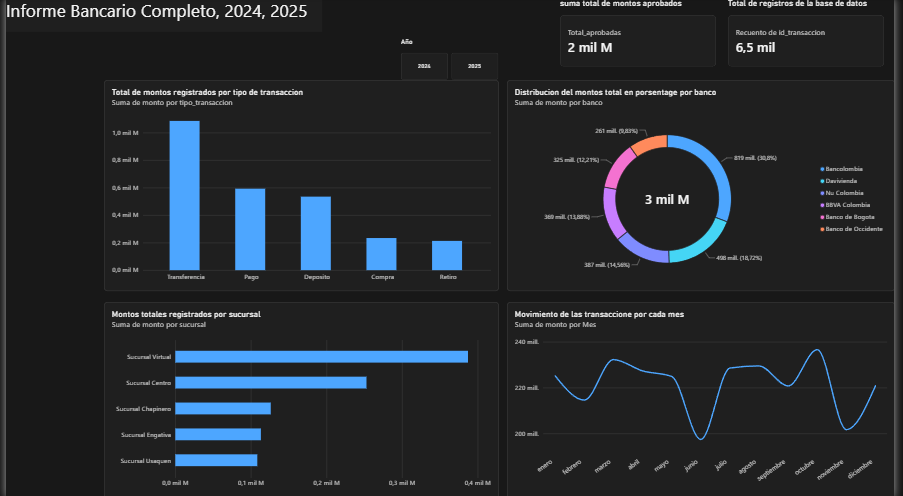 Informe Bancario Completo, 2024, 2025
suma total de montos aprobados
Total_aprobadas
2 mil M
Total de registros de la base de datos
Recuento de id_transaccion
6,5 mil
Año
2024
2025
Total de montos registrados por tipo de transaccion
Suma de monto por tipo_transaccion
1,0 mil M
0,8 mil M
0,6 mil M
0,4 mil M
0,2 mil M
0,0 mil M
Transferencia
Pago
Deposito
Compra
Retiro
Distribucion del montos total en porsentage por banco
Suma de monto por banco
261 mill. (9,83%)
325 mill. (12,21%)
369 mill. (13,88%)
387 mill. (14,56%)
498 mill. (18,72%)
819 mill. (30,8%)
3 mil M
Bancolombia
Davivienda
Nu Colombia
BBVA Colombia
Banco de Bogota
Banco de Occidente
Montos totales registrados por sucursal
Suma de monto por sucursal
Sucursal Virtual
Sucursal Centro
Sucursal Chapinero
Sucursal Engativa
Sucursal Usaquen
0,0 mil M
0,1 mil M
0,2 mil M
0,3 mil M
0,4 mil M
Movimiento de las transaccione por cada mes
Suma de monto por Mes
240 mill.
220 mill.
200 mill.
enero
febrero
marzo
abril
mayo
junio
julio
agosto
septiembre
octubre
noviembre
diciembre